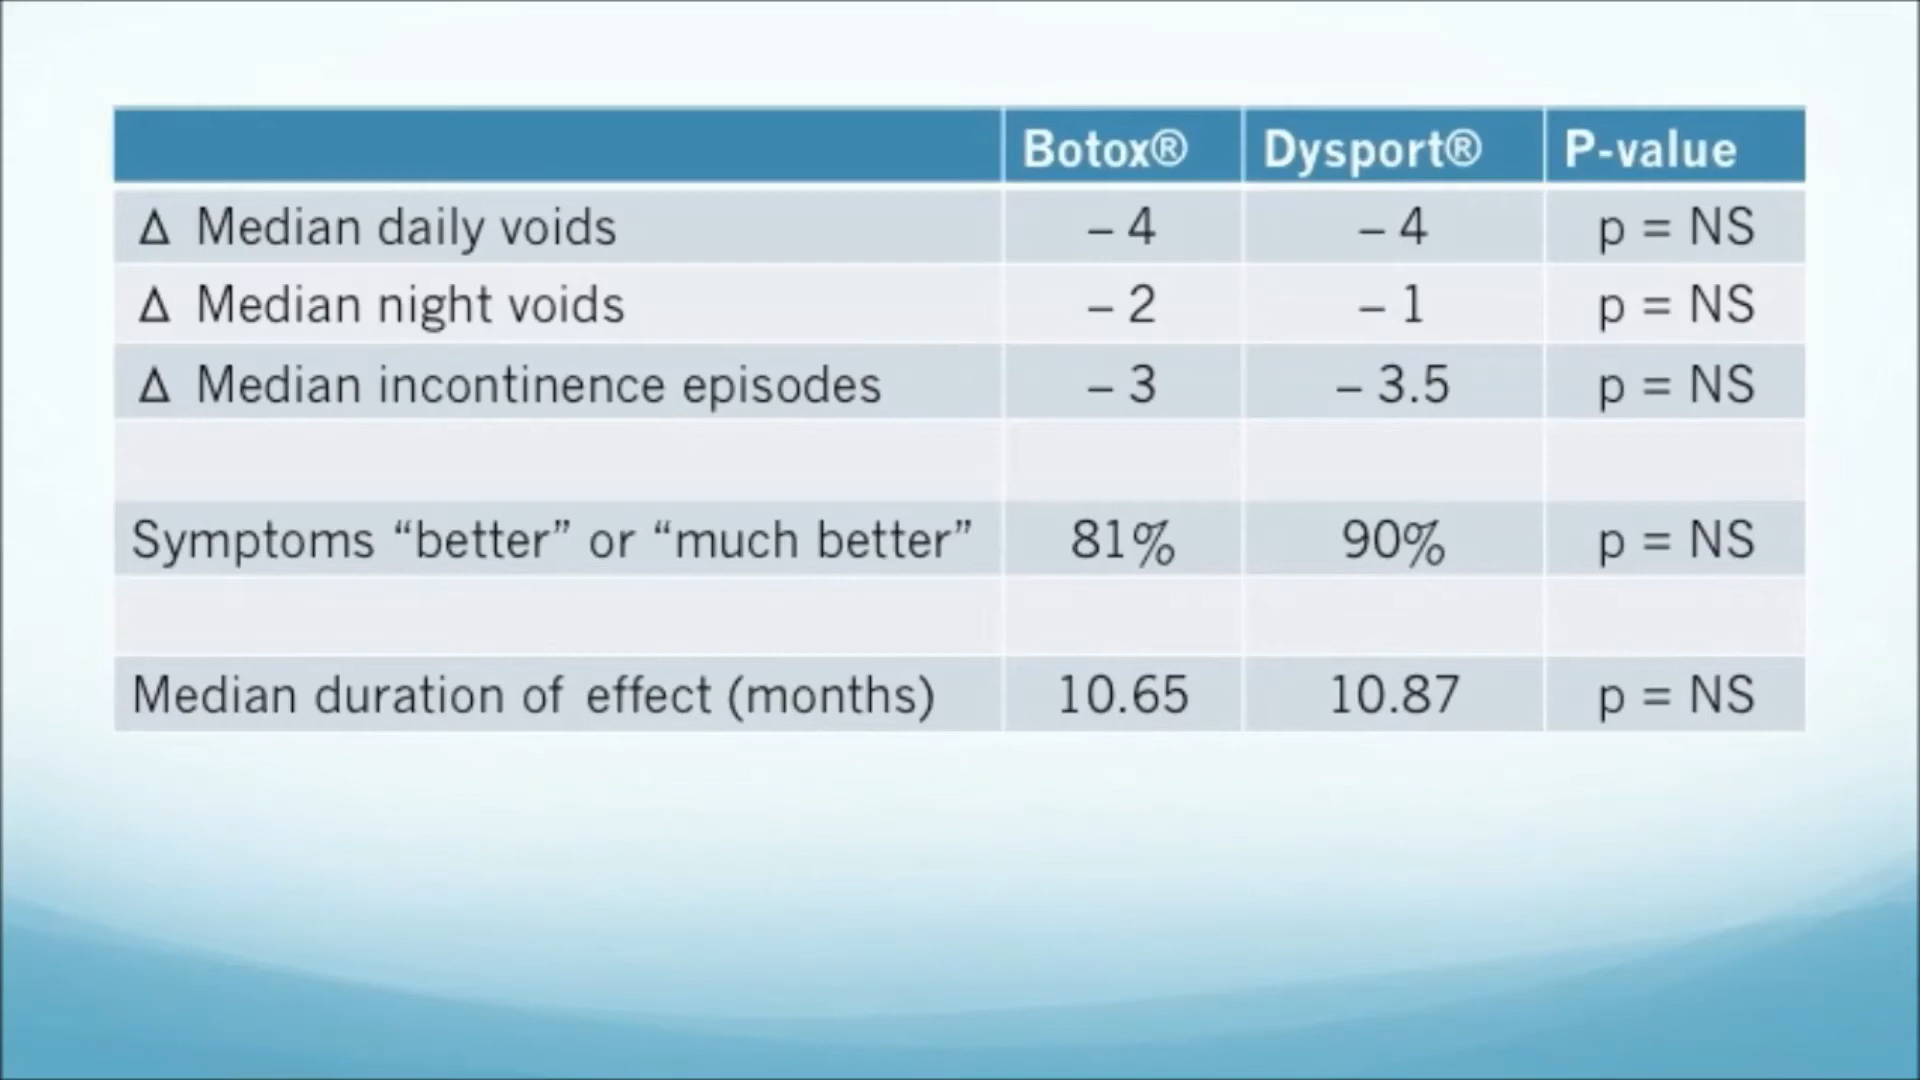 Botox® Dysport® P-value
Δ Median daily voids – 4 – 4 p = NS
Δ Median night voids – 2 – 1 p = NS
Δ Median incontinence episodes – 3 – 3.5 p = NS
Symptoms “better” or “much better” 81% 90% p = NS
Median duration of effect (months) 10.65 10.87 p = NS